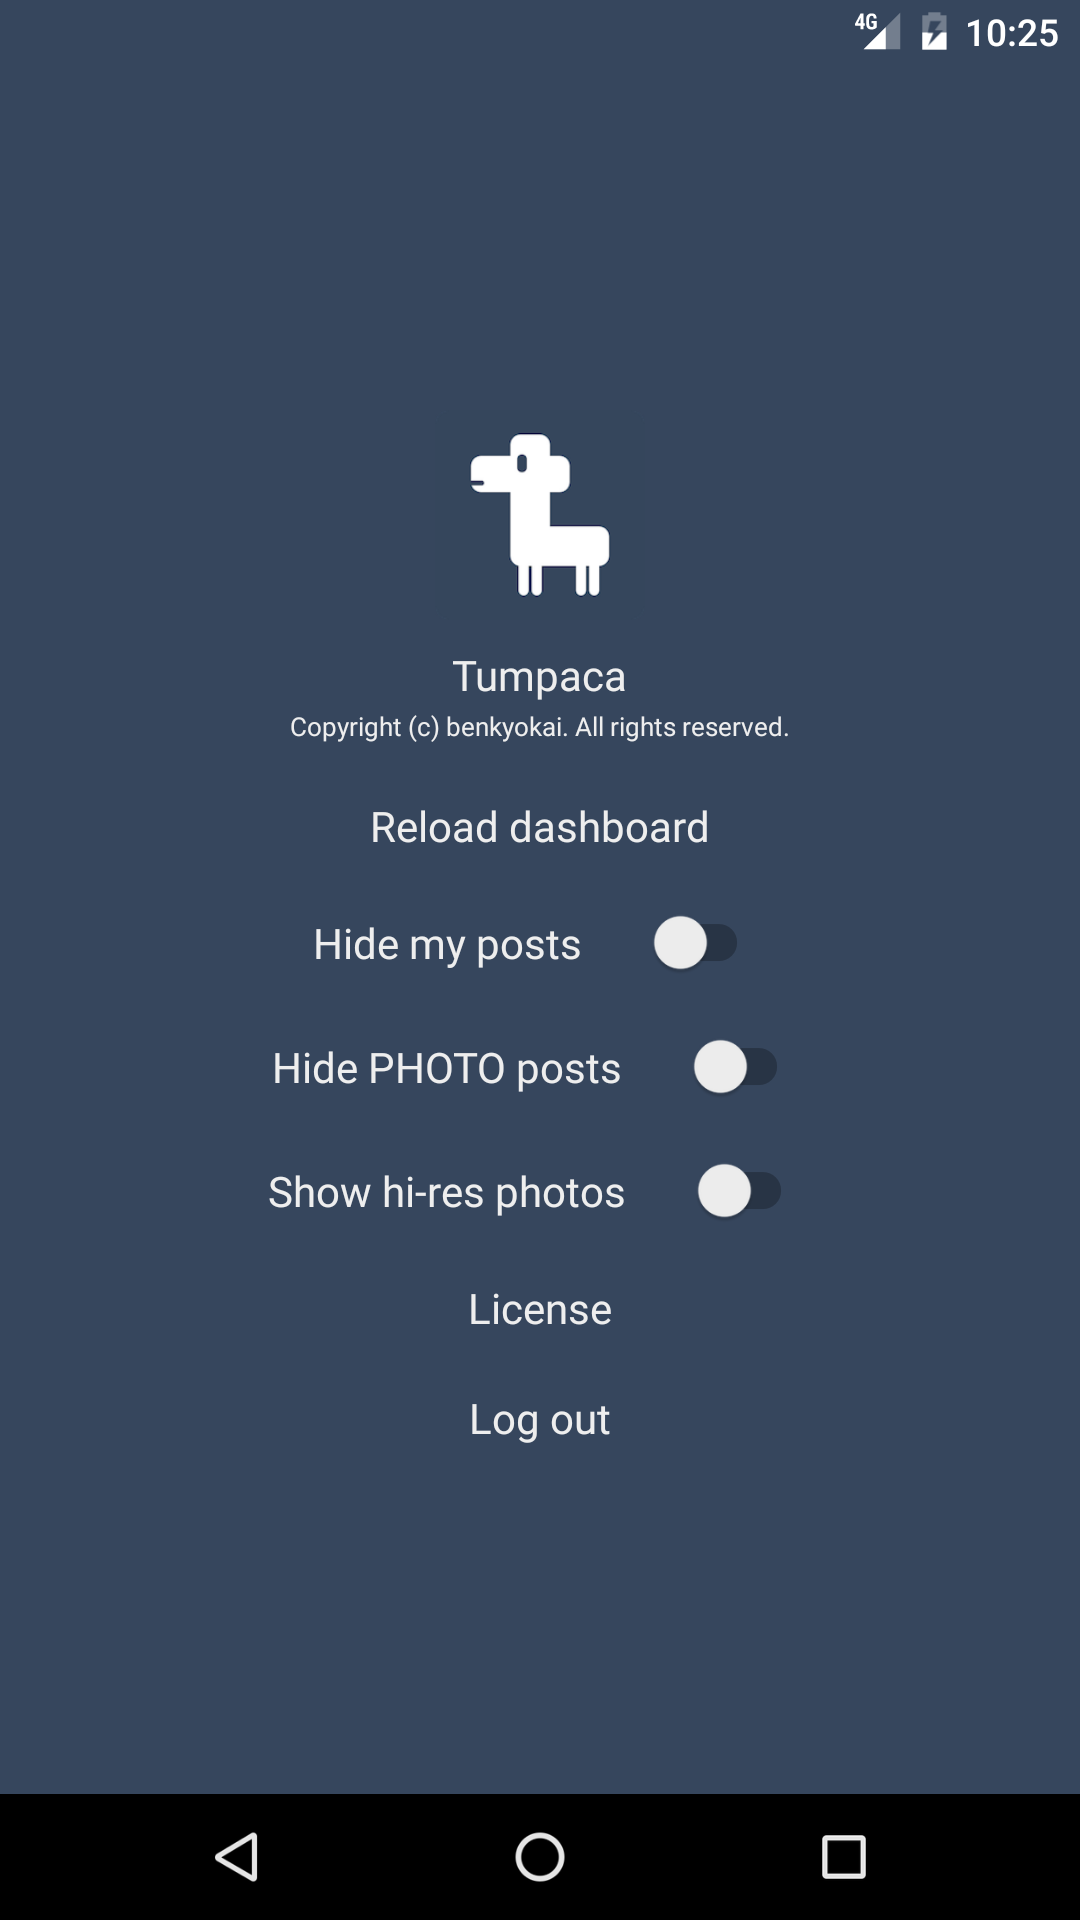 4G 10:25
Tumpaca
Copyright (c) benkyokai. All rights reserved.
Reload dashboard
Hide my posts
Hide PHOTO posts
Show hi-res photos
License
Log out